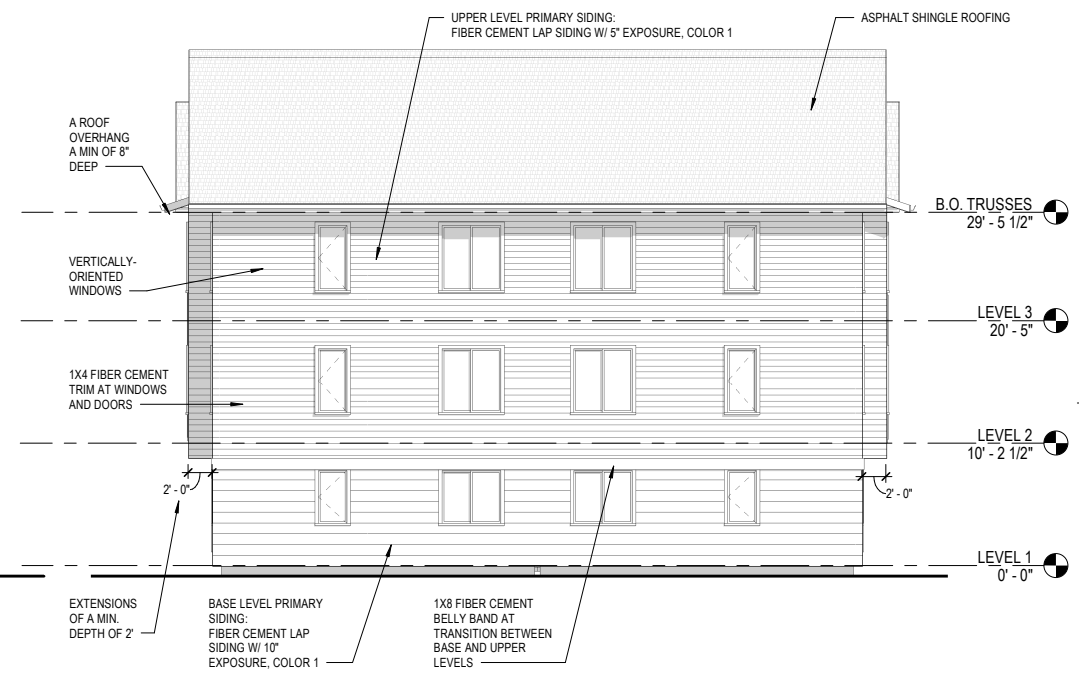 UPPER LEVEL PRIMARY SIDING:
FIBER CEMENT LAP SIDING W/ 5" EXPOSURE, COLOR 1
ASPHALT SHINGLE ROOFING
A ROOF
OVERHANG
A MIN OF 8"
DEEP
B.O. TRUSSES
29' - 5 1/2"
VERTICALLY-
ORIENTED
WINDOWS
LEVEL 3
20' - 5"
1X4 FIBER CEMENT
TRIM AT WINDOWS
AND DOORS
LEVEL 2
10' - 2 1/2"
2' - 0"
2' - 0"
LEVEL 1
0' - 0"
EXTENSIONS
OF A MIN.
DEPTH OF 2'
BASE LEVEL PRIMARY
SIDING:
FIBER CEMENT LAP
SIDING W/ 10"
EXPOSURE, COLOR 1
1X8 FIBER CEMENT
BELLY BAND AT
TRANSITION BETWEEN
BASE AND UPPER
LEVELS